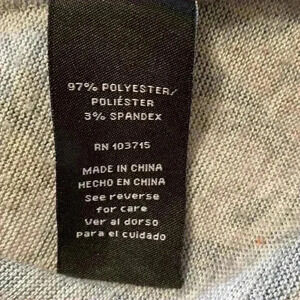 97% POLYESTER/
POLIÉSTER
3% SPANDEX
RN 103715
MADE IN CHINA
HECHO EN CHINA
See reverse
for care
Ver al dorso
para el cuidado